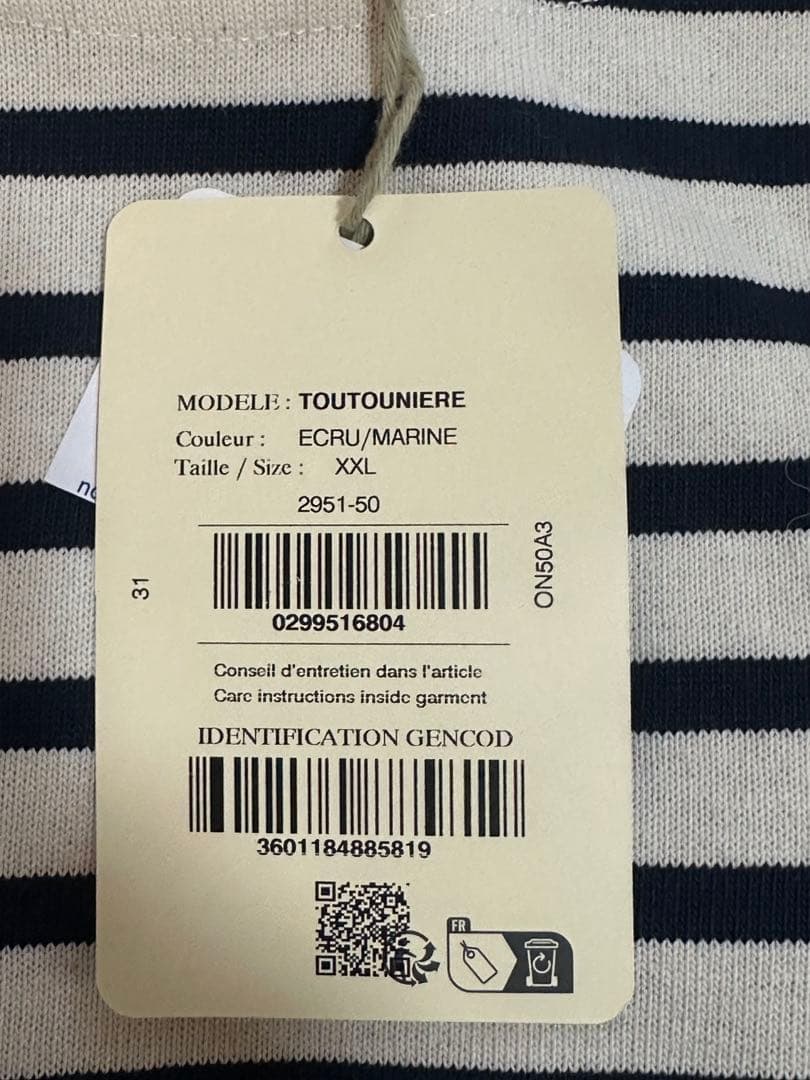 MODELE : TOUTOUNIERE
Couleur : ECRU/MARINE
Taille / Size : XXL
2951-50
31
ON50A3
0299516804
Conseil d'entretien dans l'article
Care instructions inside garment
IDENTIFICATION GENCOD
3601184885819
FR